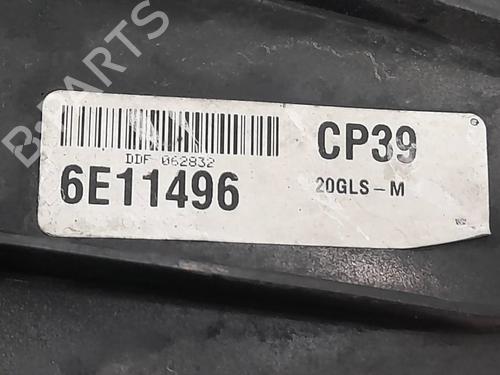 B-PARTS
DDF 062832
6E11496
CP39
20GLS-M